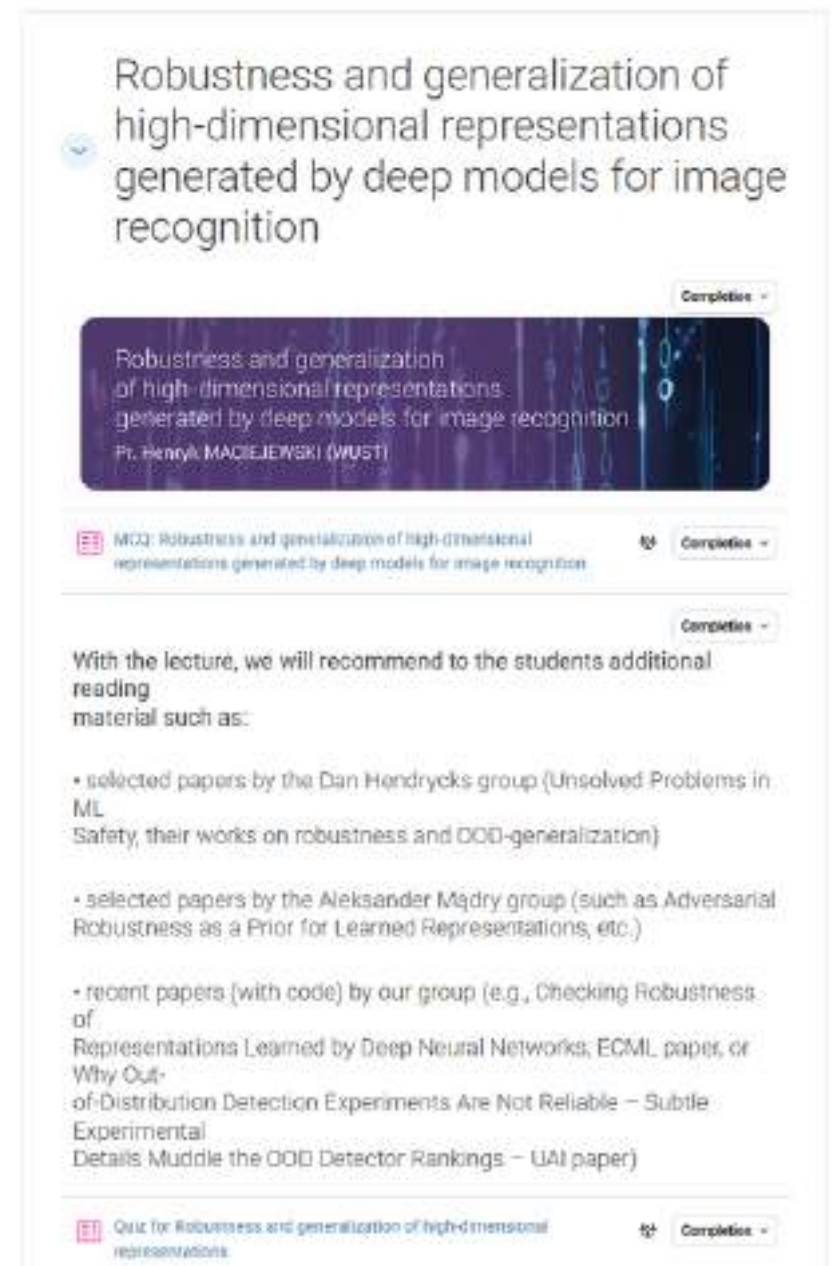 Robustness and generalization of
high-dimensional representations
generated by deep models for image
recognition
Completion
Robustness and generalization
of high-dimensional representations
generated by deep models for image recognition
Pr. Henryk MACIEJEWSKI (WUST)
MCQ: Robustness and generalization of high-dimensional
representations generated by deep models for image recognition
Completion
Completion
With the lecture, we will recommend to the students additional
reading
material such as:
• selected papers by the Dan Hendrycks group (Unsolved Problems in
ML
Safety, their works on robustness and OOD-generalization)
• selected papers by the Aleksander Mądry group (such as Adversarial
Robustness as a Prior for Learned Representations, etc.)
• recent papers (with code) by our group (e.g., Checking Robustness
of
Representations Learned by Deep Neural Networks, ECML paper, or
Why Out-
of-Distribution Detection Experiments Are Not Reliable – Subtle
Experimental
Details Muddle the OOD Detector Rankings – UAI paper)
Quiz for Robustness and generalization of high-dimensional
representations
Completion